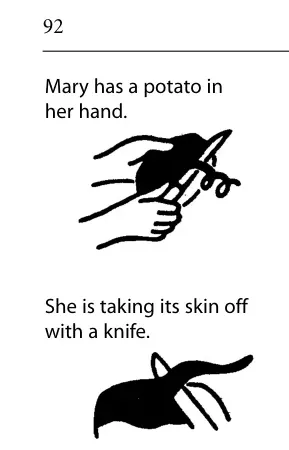 92
Mary has a potato in
her hand.
She is taking its skin off
with a knife.